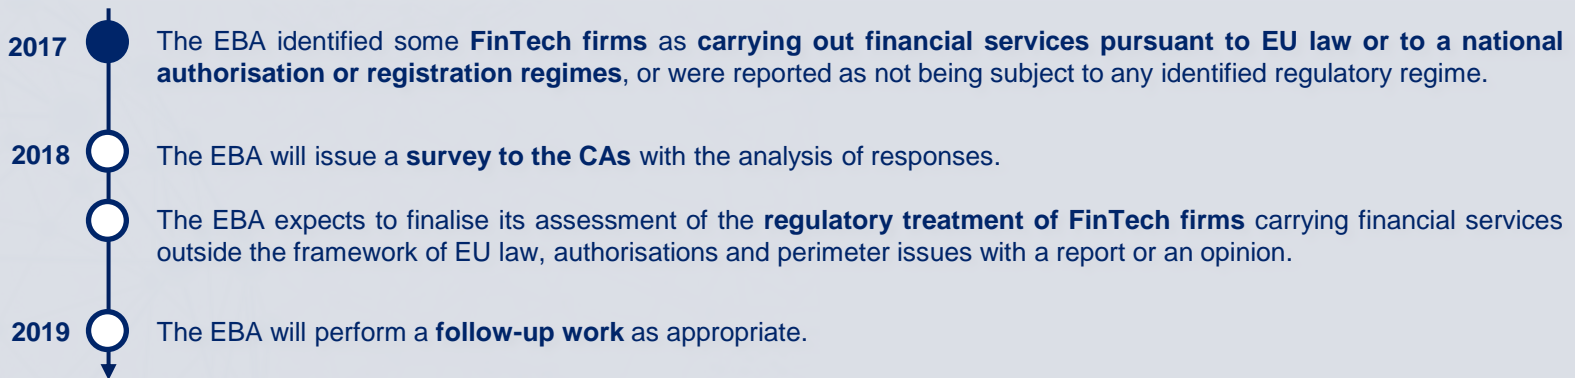 2017
The EBA identified some FinTech firms as carrying out financial services pursuant to EU law or to a national
authorisation or registration regimes, or were reported as not being subject to any identified regulatory regime.
2018
The EBA will issue a survey to the CAs with the analysis of responses.
The EBA expects to finalise its assessment of the regulatory treatment of FinTech firms carrying financial services
outside the framework of EU law, authorisations and perimeter issues with a report or an opinion.
2019
The EBA will perform a follow-up work as appropriate.